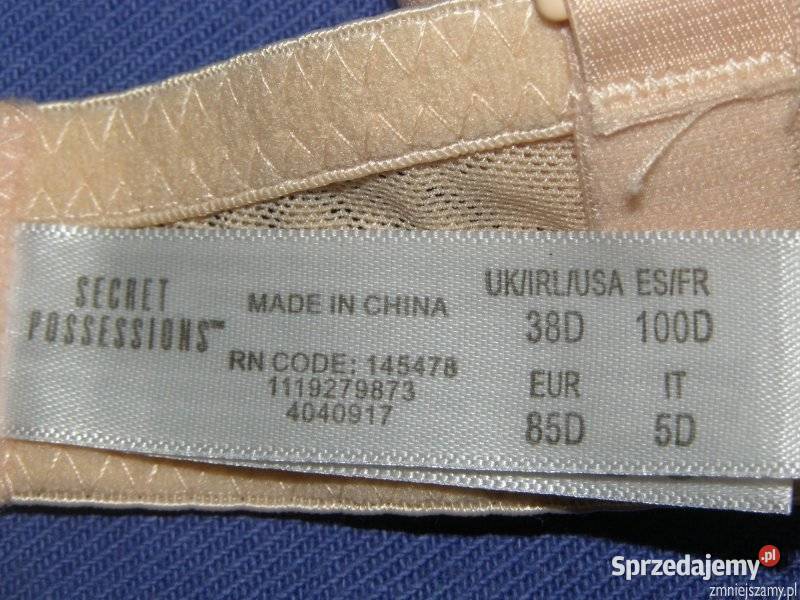 SECRET
POSSESSIONS™
MADE IN CHINA
RN CODE: 145478
1119279873
4040917
UK/IRL/USA ES/FR
38D 100D
EUR IT
85D 5D
Sprzedajemy.pl
zmniejszamy.pl